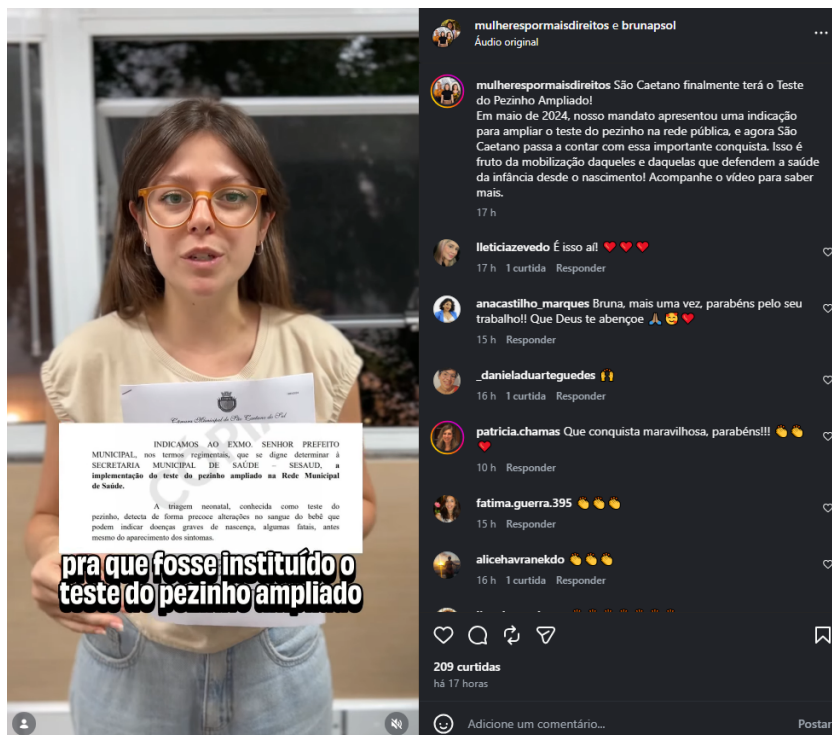 Câmara Municipal de São Caetano do Sul
INDICAMOS AO EXMO. SENHOR PREFEITO
MUNICIPAL, nos termos regimentais, que se digne determinar à
SECRETARIA MUNICIPAL DE SAÚDE – SESAUD, a
implementação do teste do pezinho ampliado na Rede Municipal
de Saúde.
A triagem neonatal, conhecida como teste do
pezinho, detecta de forma precoce alterações no sangue do bebê que
podem indicar doenças graves de nascença, algumas fatais, antes
mesmo do aparecimento dos sintomas.
pra que fosse instituído o
teste do pezinho ampliado
mulherespormaisdireitos e brunapsol
Áudio original
mulherespormaisdireitos São Caetano finalmente terá o Teste
do Pezinho Ampliado!
Em maio de 2024, nosso mandato apresentou uma indicação
para ampliar o teste do pezinho na rede pública, e agora São
Caetano passa a contar com essa importante conquista. Isso é
fruto da mobilização daqueles e daquelas que defendem a saúde
da infância desde o nascimento! Acompanhe o vídeo para saber
mais.
17 h
lleticiazevedo É isso aí! ❤️ ❤️ ❤️
17 h 1 curtida Responder
anacastilho_marques Bruna, mais uma vez, parabéns pelo seu
trabalho!! Que Deus te abençoe 🙏🏽 🥰 ❤️
15 h Responder
_danieladuarteguedes 🙌
16 h 1 curtida Responder
patricia.chamas Que conquista maravilhosa, parabéns!!! 👏 👏
❤️
10 h Responder
fatima.guerra.395 👏 👏 👏
15 h Responder
alicehavranekdo 👏 👏 👏
16 h 1 curtida Responder
209 curtidas
há 17 horas
Adicione um comentário... Postar